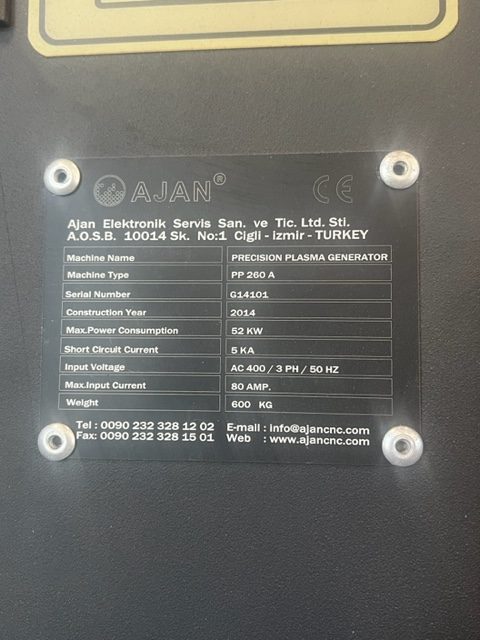 AJAN® CE
Ajan Elektronik Servis San. ve Tic. Ltd. Sti.
A.O.S.B. 10014 Sk. No:1 Cigli - izmir - TURKEY
Machine Name PRECISION PLASMA GENERATOR
Machine Type PP 260 A
Serial Number G14101
Construction Year 2014
Max.Power Consumption 52 KW
Short Circuit Current 5 KA
Input Voltage AC 400 / 3 PH / 50 HZ
Max.Input Current 80 AMP.
Weight 600 KG
Tel : 0090 232 328 12 02 E-mail : info@ajancnc.com
Fax: 0090 232 328 15 01 Web : www.ajancnc.com